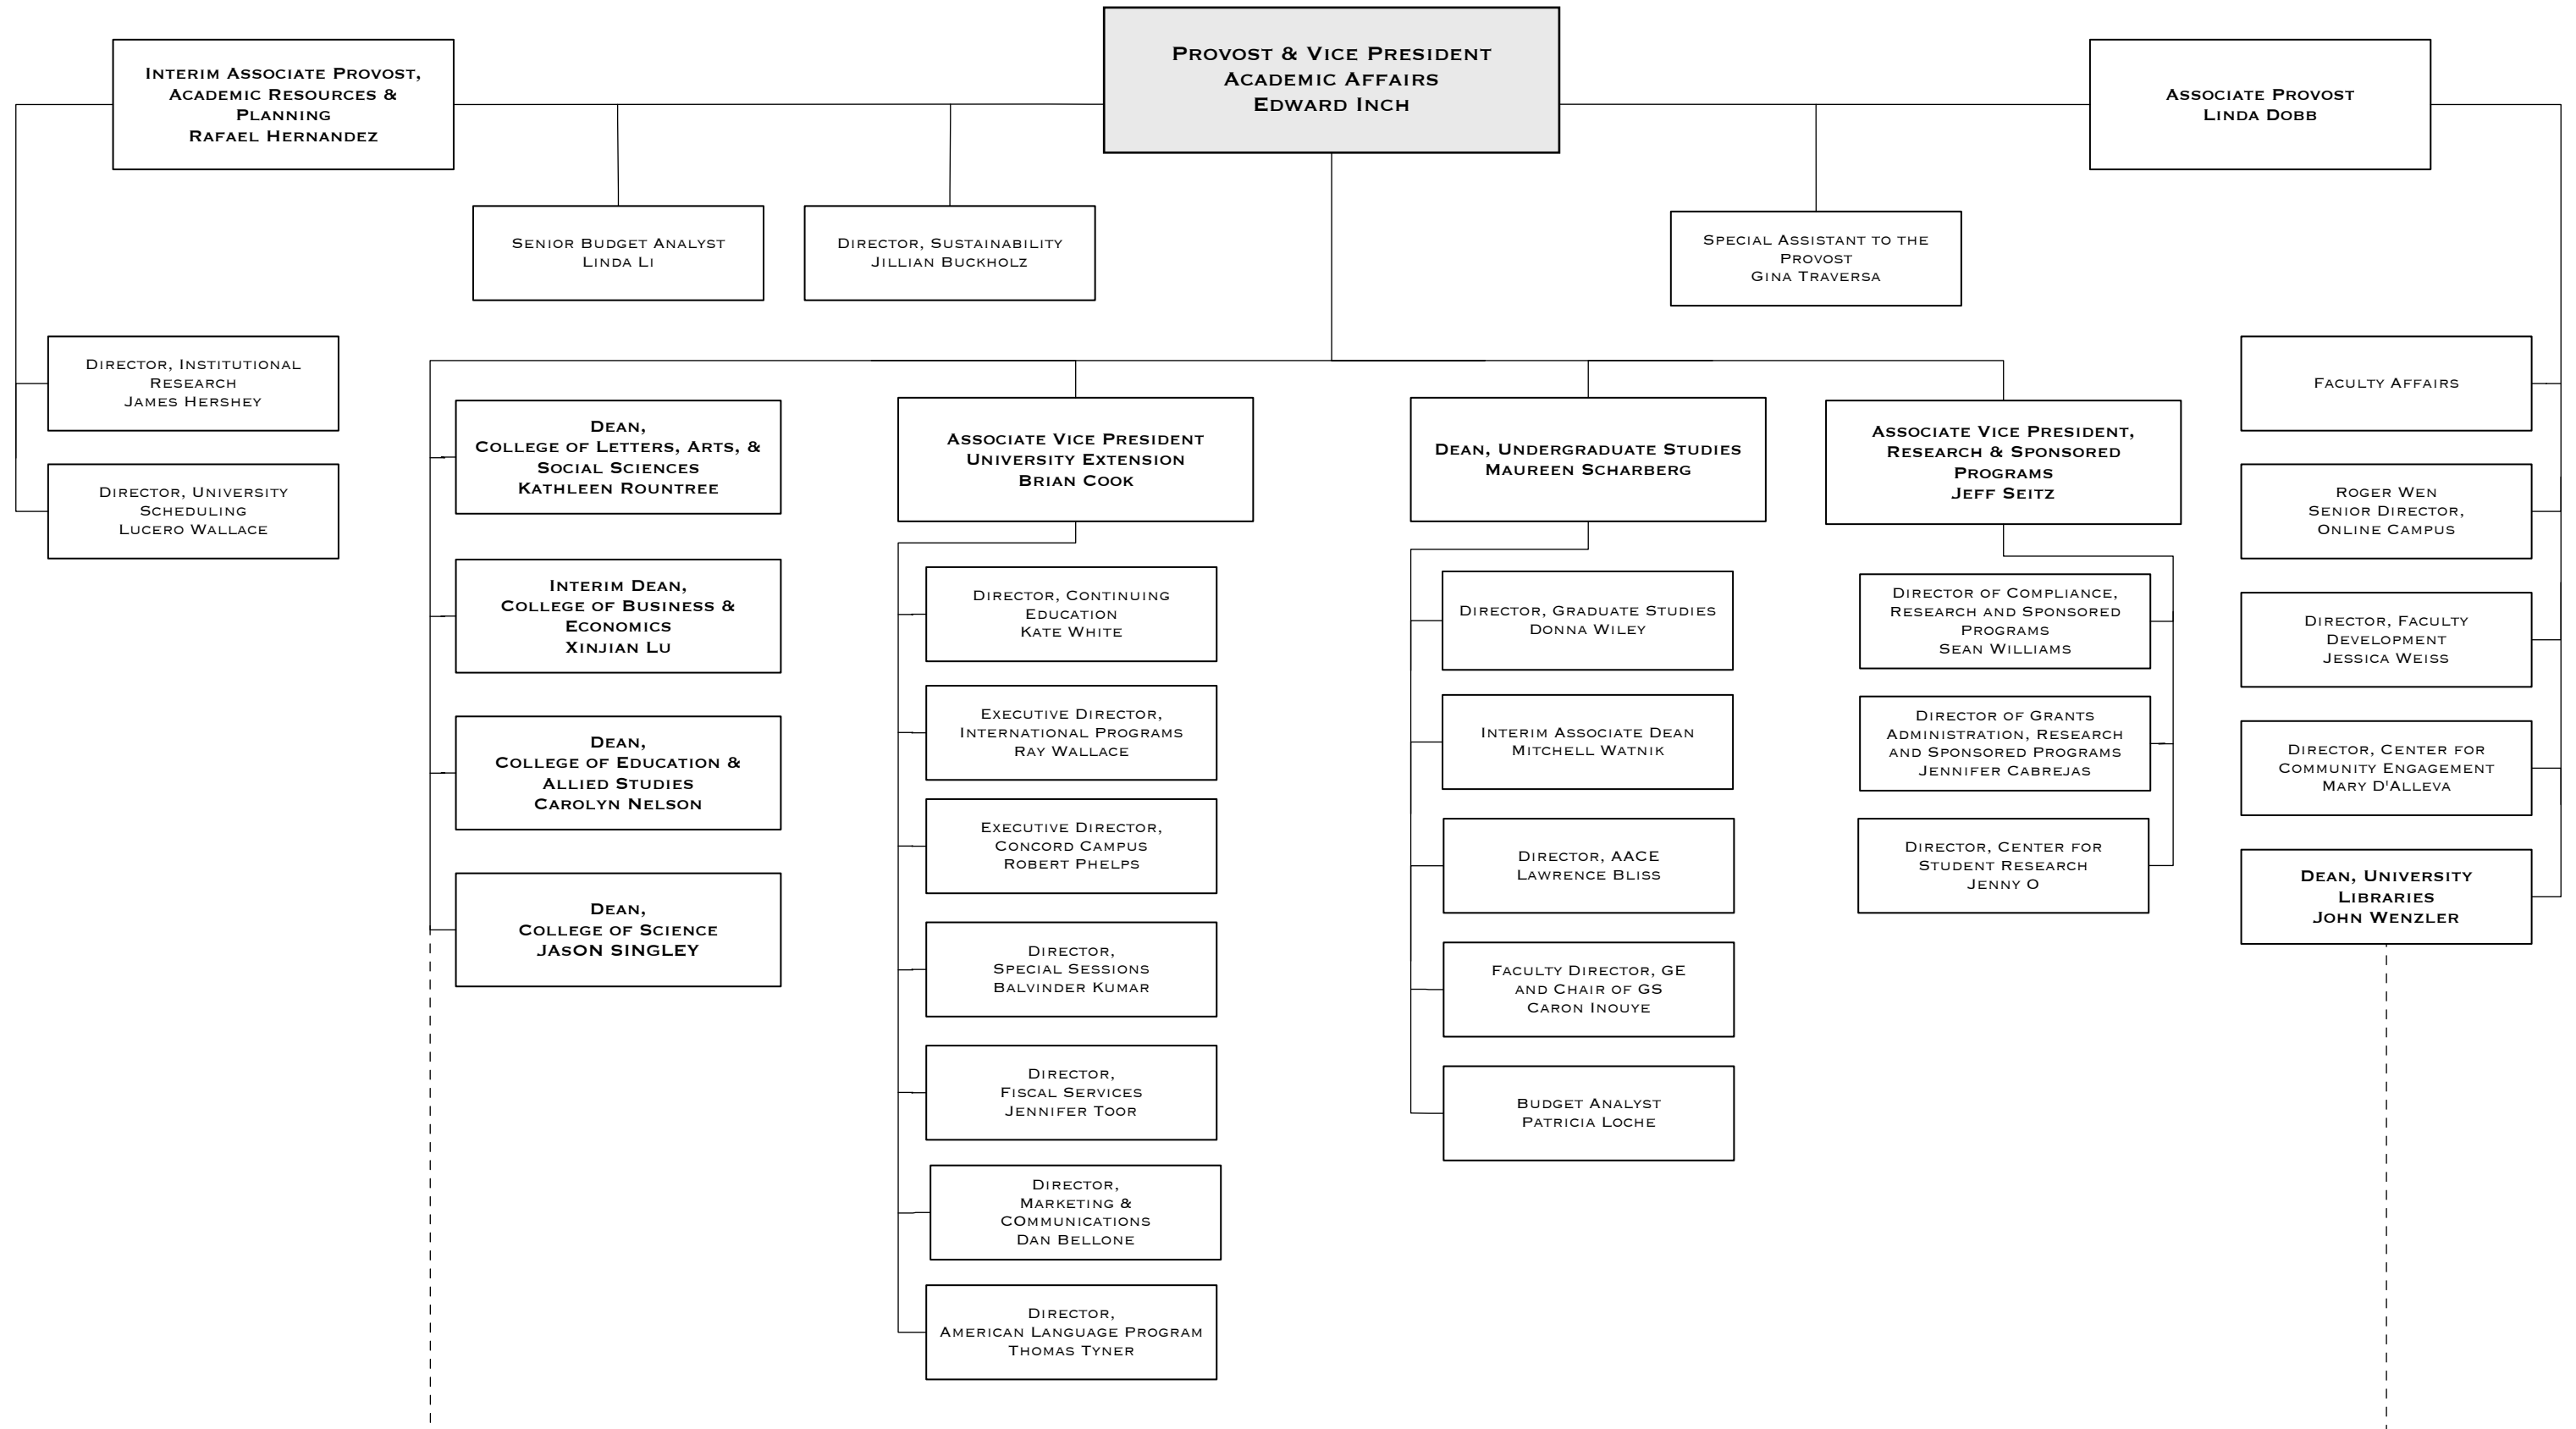 Provost & Vice President
Academic Affairs
Edward Inch
Interim Associate Provost,
Academic Resources &
Planning
Rafael Hernandez
Associate Provost
Linda Dobb
Senior Budget Analyst
Linda Li
Director, Sustainability
Jillian Buckholz
Special Assistant to the
Provost
Gina Traversa
Director, Institutional
Research
James Hershey
Director, University
Scheduling
Lucero Wallace
Dean,
College of Letters, Arts, &
Social Sciences
Kathleen Rountree
Interim Dean,
College of Business &
Economics
Xinjian Lu
Dean,
College of Education &
Allied Studies
Carolyn Nelson
Dean,
College of Science
JAsON SINGLEY
Associate Vice President
University Extension
Brian Cook
Director, Continuing
Education
Kate White
Executive Director,
International Programs
Ray Wallace
Executive Director,
Concord Campus
Robert Phelps
Director,
Special Sessions
Balvinder Kumar
Director,
Fiscal Services
Jennifer Toor
Director,
Marketing &
COmmunications
Dan Bellone
Director,
American Language Program
Thomas Tyner
Dean, Undergraduate Studies
Maureen Scharberg
Director, Graduate Studies
Donna Wiley
Interim Associate Dean
Mitchell Watnik
Director, AACE
Lawrence Bliss
Faculty Director, GE
and Chair of GS
Caron Inouye
Budget Analyst
Patricia Loche
Associate Vice President,
Research & Sponsored
Programs
Jeff Seitz
Director of Compliance,
Research and Sponsored
Programs
Sean Williams
Director of Grants
Administration, Research
and Sponsored Programs
Jennifer Cabrejas
Director, Center for
Student Research
Jenny O
Faculty Affairs
Roger Wen
Senior Director,
Online Campus
Director, Faculty
Development
Jessica Weiss
Director, Center for
Community Engagement
Mary D'Alleva
Dean, University
Libraries
John Wenzler